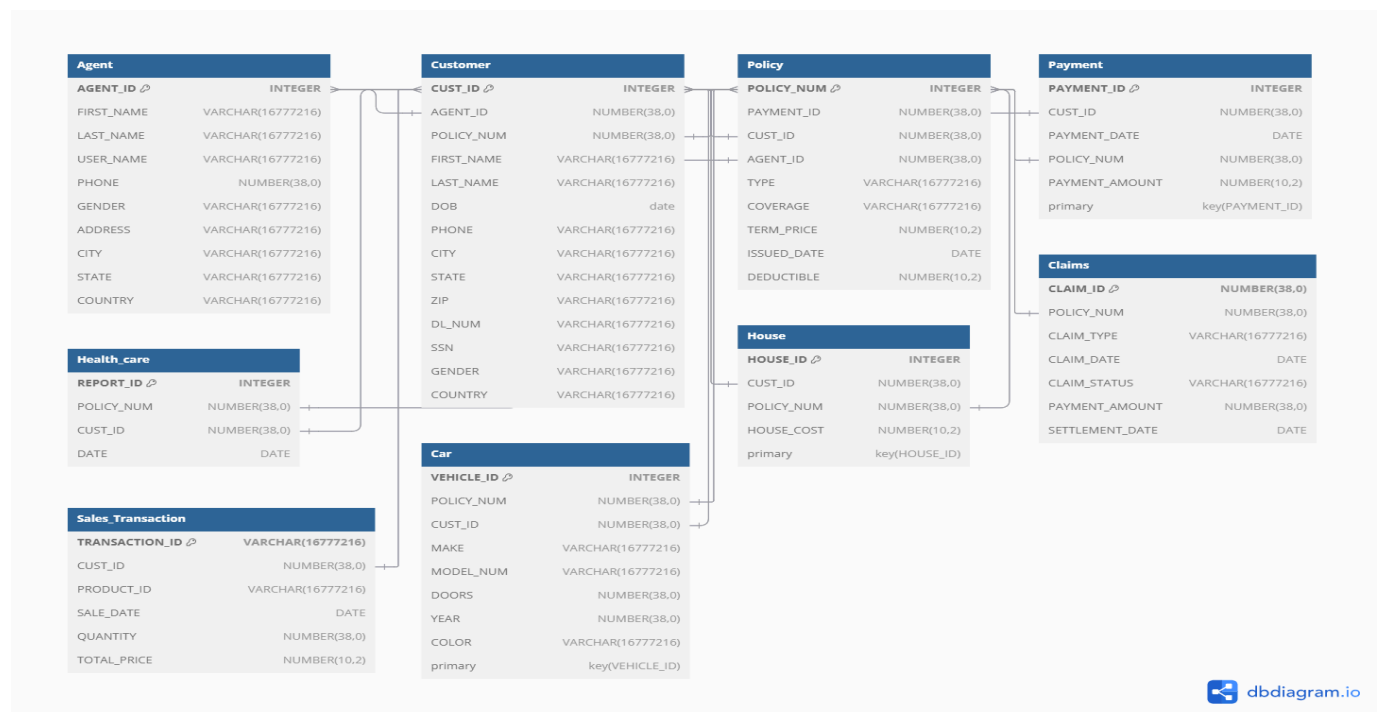 Agent
AGENT_ID INTEGER
FIRST_NAME VARCHAR(16777216)
LAST_NAME VARCHAR(16777216)
USER_NAME VARCHAR(16777216)
PHONE NUMBER(38,0)
GENDER VARCHAR(16777216)
ADDRESS VARCHAR(16777216)
CITY VARCHAR(16777216)
STATE VARCHAR(16777216)
COUNTRY VARCHAR(16777216)
Customer
CUST_ID INTEGER
AGENT_ID NUMBER(38,0)
POLICY_NUM NUMBER(38,0)
FIRST_NAME VARCHAR(16777216)
LAST_NAME VARCHAR(16777216)
DOB date
PHONE VARCHAR(16777216)
CITY VARCHAR(16777216)
STATE VARCHAR(16777216)
ZIP VARCHAR(16777216)
DL_NUM VARCHAR(16777216)
SSN VARCHAR(16777216)
GENDER VARCHAR(16777216)
COUNTRY VARCHAR(16777216)
Policy
POLICY_NUM INTEGER
PAYMENT_ID NUMBER(38,0)
CUST_ID NUMBER(38,0)
AGENT_ID NUMBER(38,0)
TYPE VARCHAR(16777216)
COVERAGE VARCHAR(16777216)
TERM_PRICE NUMBER(10,2)
ISSUED_DATE DATE
DEDUCTIBLE NUMBER(10,2)
Payment
PAYMENT_ID INTEGER
CUST_ID NUMBER(38,0)
PAYMENT_DATE DATE
POLICY_NUM NUMBER(38,0)
PAYMENT_AMOUNT NUMBER(10,2)
primary key(PAYMENT_ID)
Claims
CLAIM_ID NUMBER(38,0)
POLICY_NUM NUMBER(38,0)
CLAIM_TYPE VARCHAR(16777216)
CLAIM_DATE DATE
CLAIM_STATUS VARCHAR(16777216)
PAYMENT_AMOUNT NUMBER(38,0)
SETTLEMENT_DATE DATE
House
HOUSE_ID INTEGER
CUST_ID NUMBER(38,0)
POLICY_NUM NUMBER(38,0)
HOUSE_COST NUMBER(10,2)
primary key(HOUSE_ID)
Health_care
REPORT_ID INTEGER
POLICY_NUM NUMBER(38,0)
CUST_ID NUMBER(38,0)
DATE DATE
Car
VEHICLE_ID INTEGER
POLICY_NUM NUMBER(38,0)
CUST_ID NUMBER(38,0)
MAKE VARCHAR(16777216)
MODEL_NUM VARCHAR(16777216)
DOORS NUMBER(38,0)
YEAR NUMBER(38,0)
COLOR VARCHAR(16777216)
primary key(VEHICLE_ID)
Sales_Transaction
TRANSACTION_ID VARCHAR(16777216)
CUST_ID NUMBER(38,0)
PRODUCT_ID VARCHAR(16777216)
SALE_DATE DATE
QUANTITY NUMBER(38,0)
TOTAL_PRICE NUMBER(10,2)
dbdiagram.io